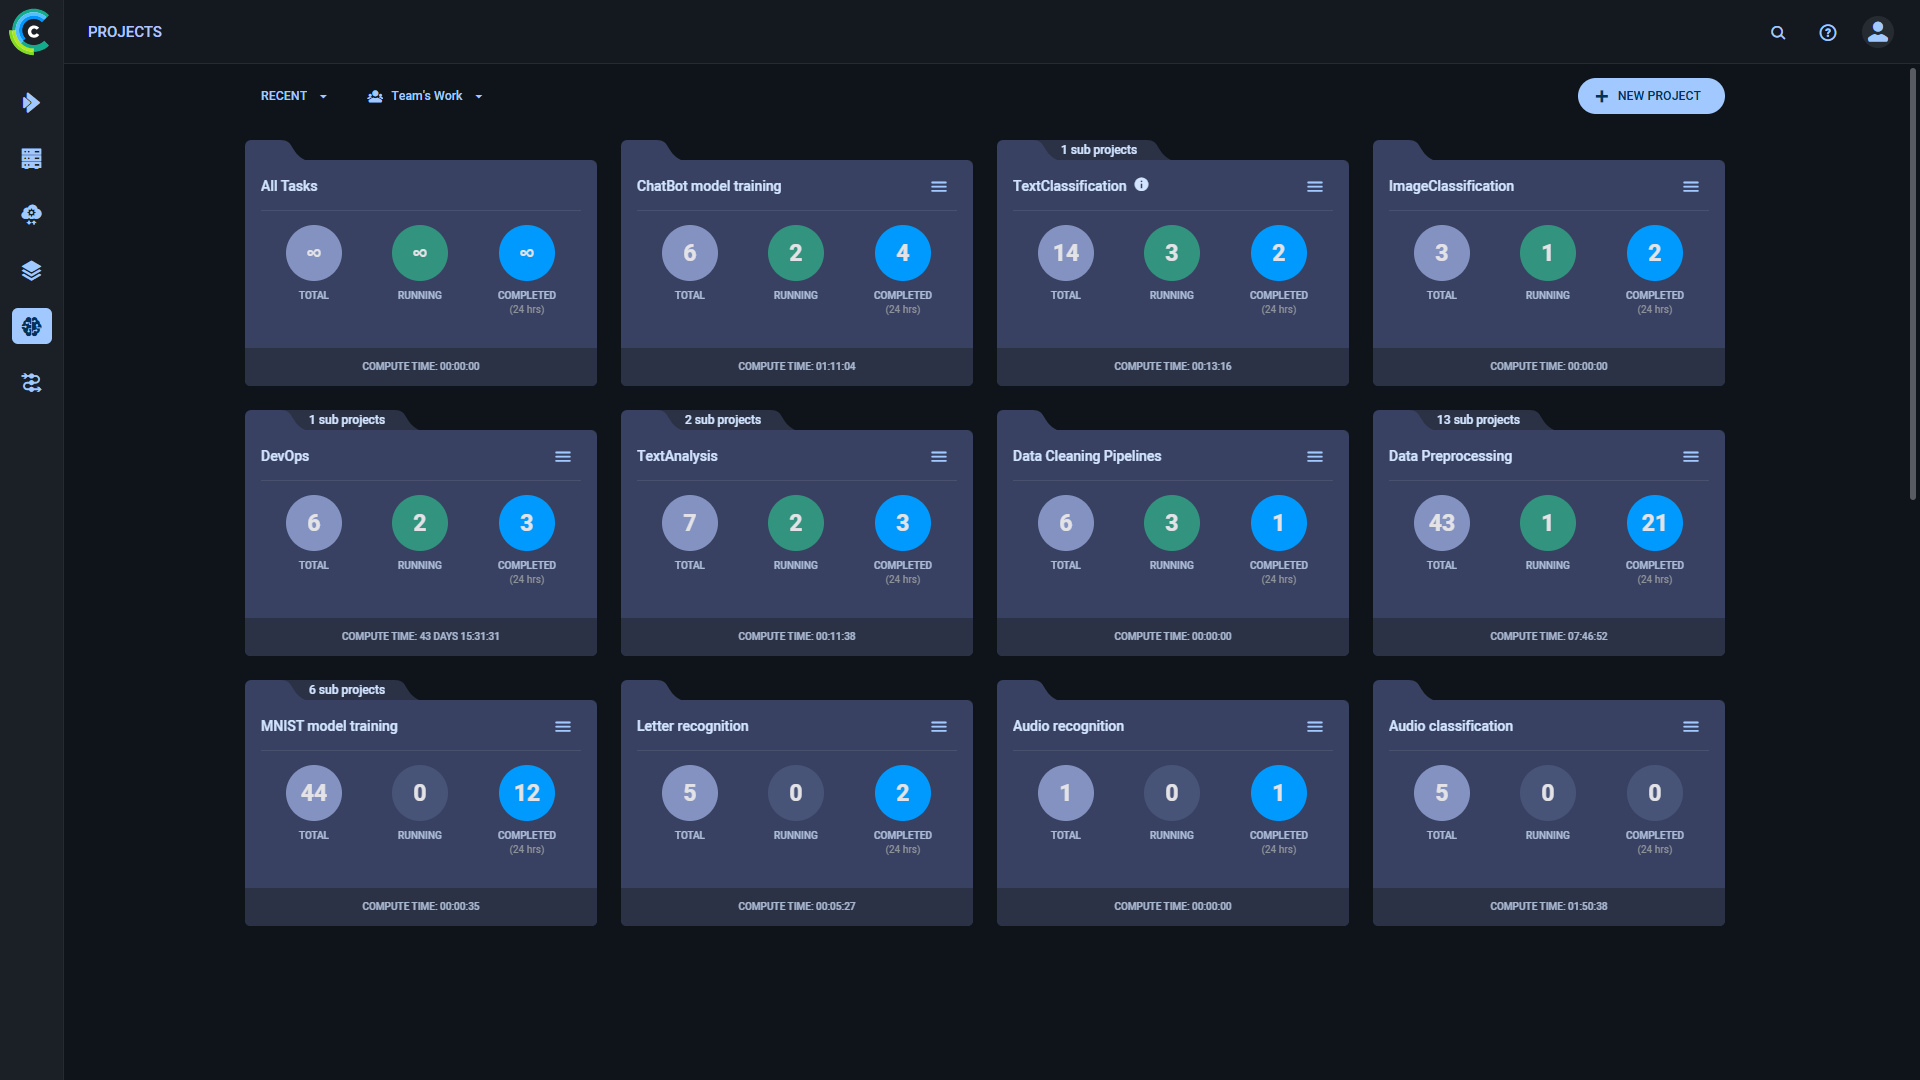 PROJECTS
RECENT
Team's Work
NEW PROJECT
All Tasks
∞
∞
∞
TOTAL
RUNNING
COMPLETED
(24 hrs)
COMPUTE TIME: 00:00:00
ChatBot model training
6
2
4
TOTAL
RUNNING
COMPLETED
(24 hrs)
COMPUTE TIME: 01:11:04
1 sub projects
TextClassification
14
3
2
TOTAL
RUNNING
COMPLETED
(24 hrs)
COMPUTE TIME: 00:13:16
ImageClassification
3
1
2
TOTAL
RUNNING
COMPLETED
(24 hrs)
COMPUTE TIME: 00:00:00
1 sub projects
DevOps
6
2
3
TOTAL
RUNNING
COMPLETED
(24 hrs)
COMPUTE TIME: 43 DAYS 15:31:31
2 sub projects
TextAnalysis
7
2
3
TOTAL
RUNNING
COMPLETED
(24 hrs)
COMPUTE TIME: 00:11:38
Data Cleaning Pipelines
6
3
1
TOTAL
RUNNING
COMPLETED
(24 hrs)
COMPUTE TIME: 00:00:00
13 sub projects
Data Preprocessing
43
1
21
TOTAL
RUNNING
COMPLETED
(24 hrs)
COMPUTE TIME: 07:46:52
6 sub projects
MNIST model training
44
0
12
TOTAL
RUNNING
COMPLETED
(24 hrs)
COMPUTE TIME: 00:00:35
Letter recognition
5
0
2
TOTAL
RUNNING
COMPLETED
(24 hrs)
COMPUTE TIME: 00:05:27
Audio recognition
1
0
1
TOTAL
RUNNING
COMPLETED
(24 hrs)
COMPUTE TIME: 00:00:00
Audio classification
5
0
0
TOTAL
RUNNING
COMPLETED
(24 hrs)
COMPUTE TIME: 01:50:38